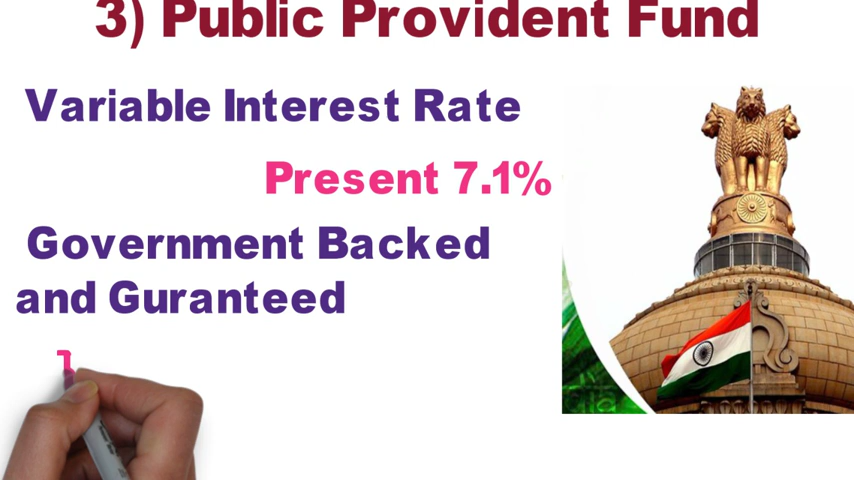 3) Public Provident Fund
Variable Interest Rate
Present 7.1%
Government Backed
and Guranteed